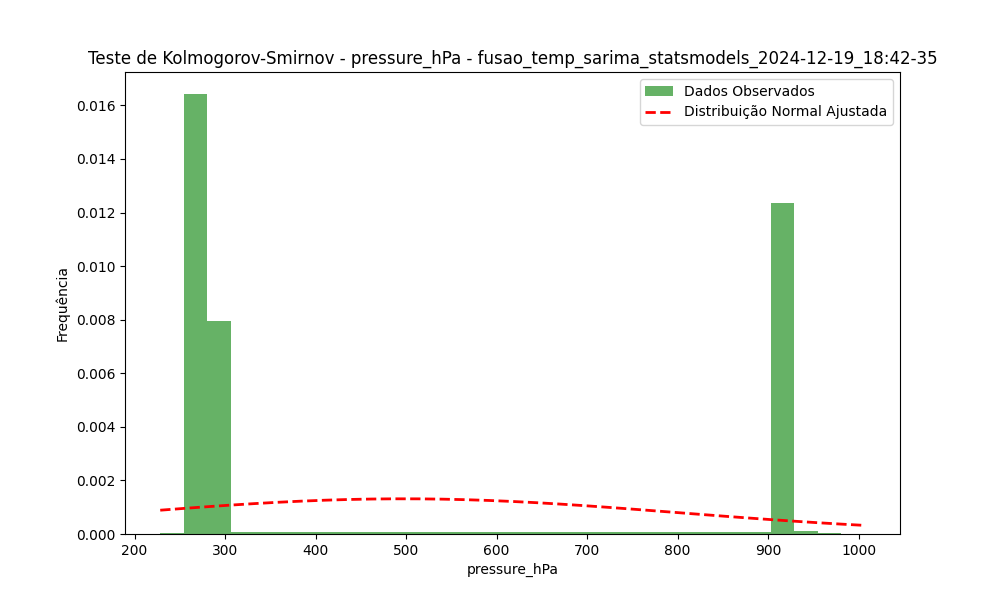 Teste de Kolmogorov-Smirnov - pressure_hPa - fusao_temp_sarima_statsmodels_2024-12-19_18:42-35
Dados Observados
Distribuição Normal Ajustada
Frequência
0.016
0.014
0.012
0.010
0.008
0.006
0.004
0.002
0.000
200 300 400 500 600 700 800 900 1000
pressure_hPa